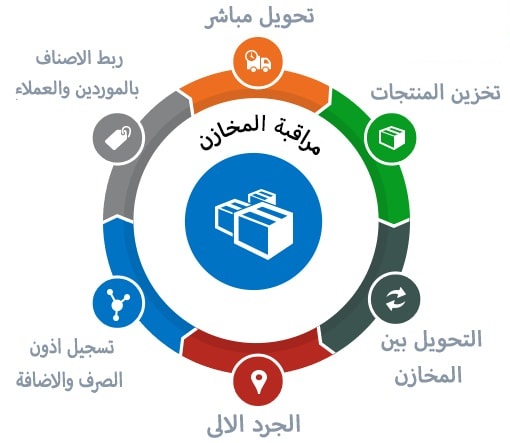 تحويل مباشر
تخزين المنتجات
التحويل بين
المخازن
الجرد الالى
تسجيل اذون
الصرف والاضافة
ربط الاصناف
بالموردين والعملاء
مراقبة المخازن